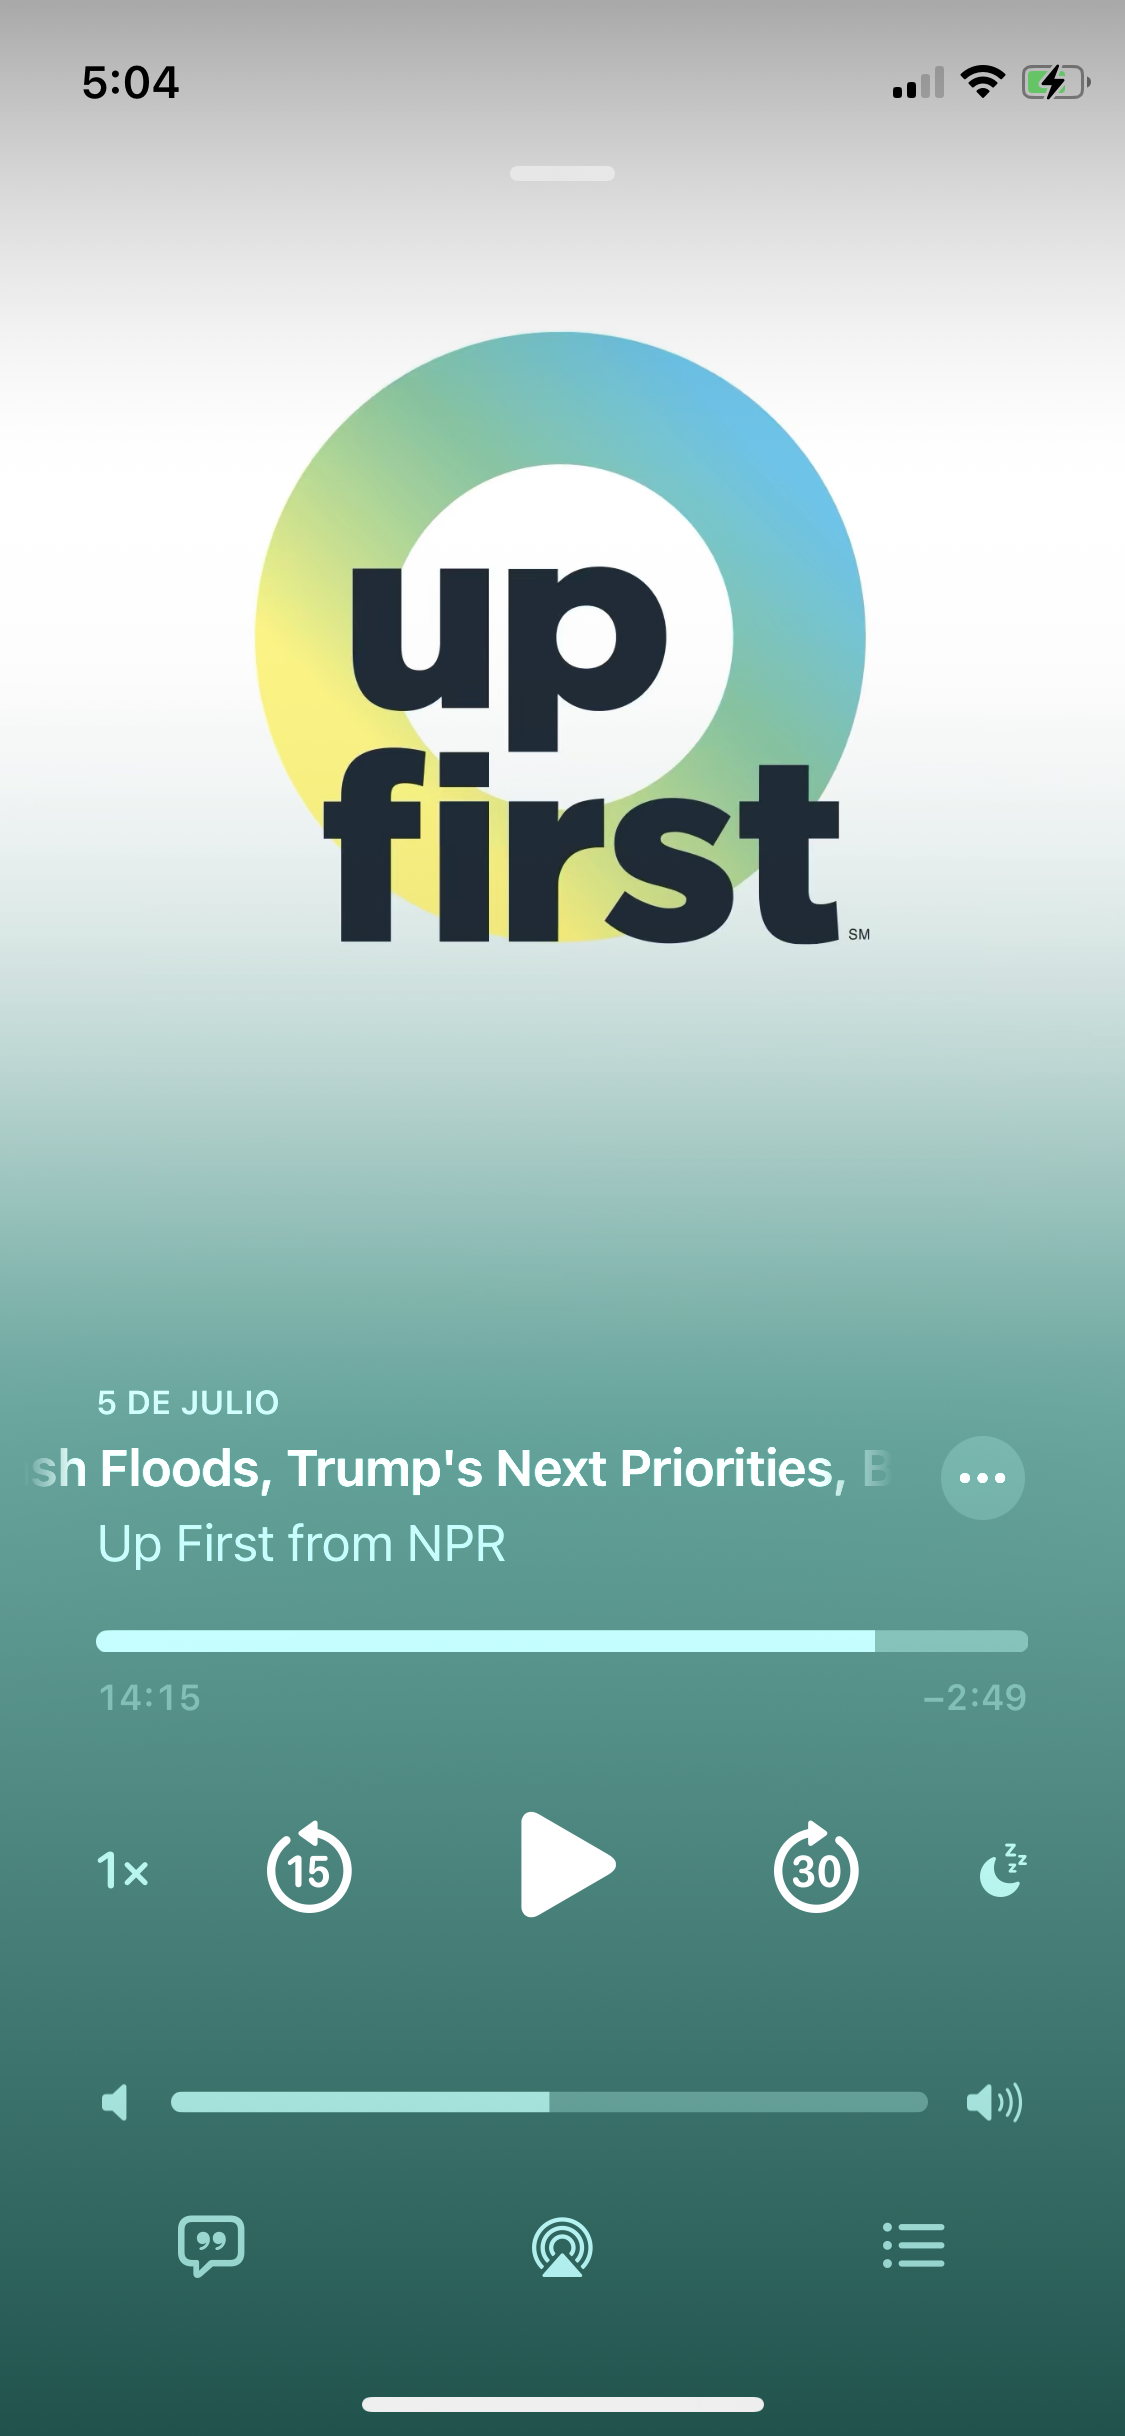 5:04
up
first
SM
5 DE JULIO
sh Floods, Trump's Next Priorities, B
Up First from NPR
14:15
–2:49
1×
15
30
zzz